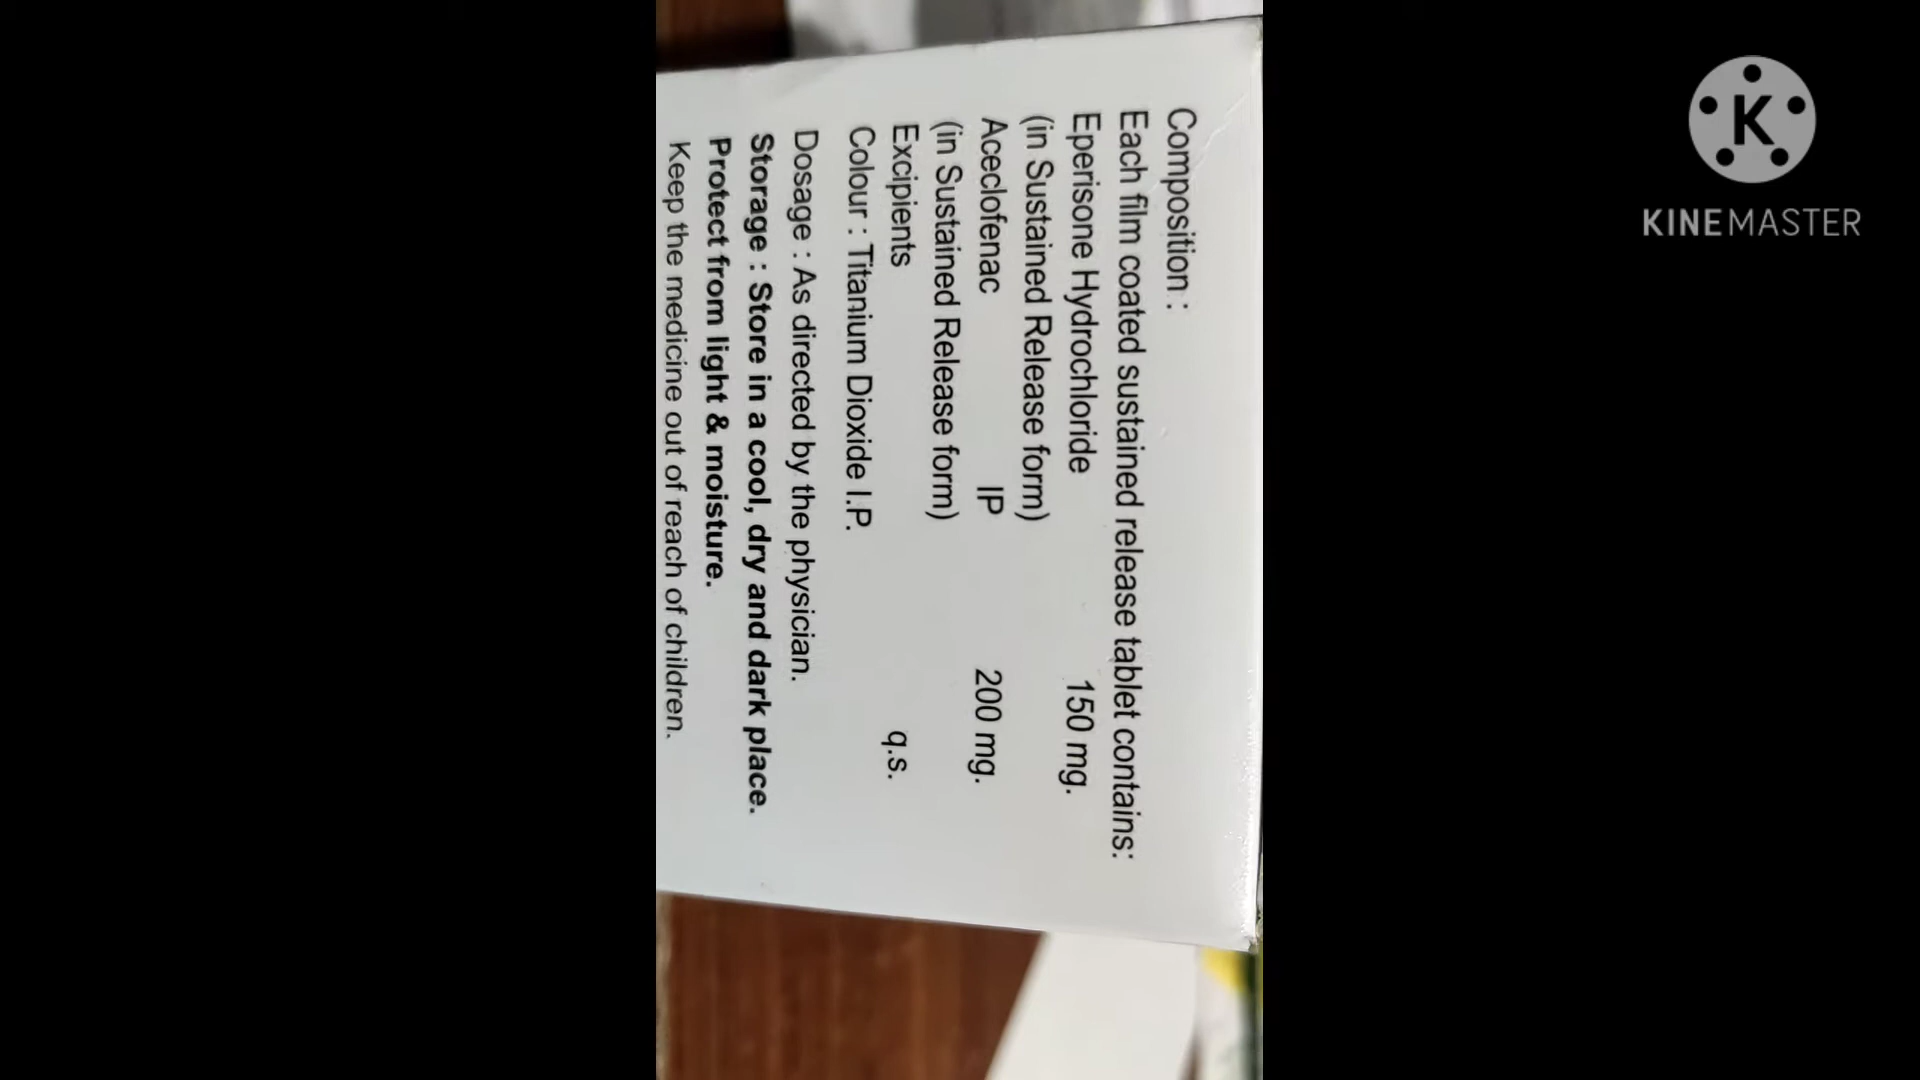 Composition :
Each film coated sustained release tablet contains:
Eperisone Hydrochloride 150 mg.
(in Sustained Release form)
Aceclofenac IP 200 mg.
(in Sustained Release form)
Excipients q.s.
Colour : Titanium Dioxide I.P.
Dosage : As directed by the physician.
Storage : Store in a cool, dry and dark place.
Protect from light & moisture.
Keep the medicine out of reach of children.
K
KINEMASTER